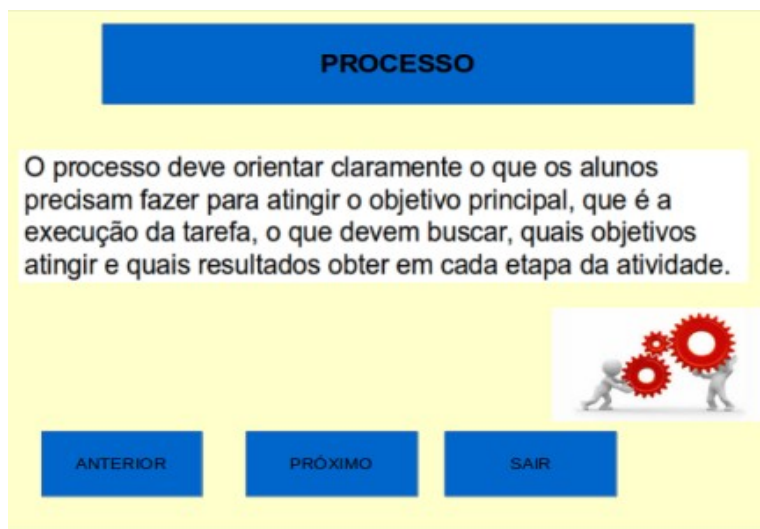 PROCESSO
O processo deve orientar claramente o que os alunos
precisam fazer para atingir o objetivo principal, que é a
execução da tarefa, o que devem buscar, quais objetivos
atingir e quais resultados obter em cada etapa da atividade.
ANTERIOR
PRÓXIMO
SAIR